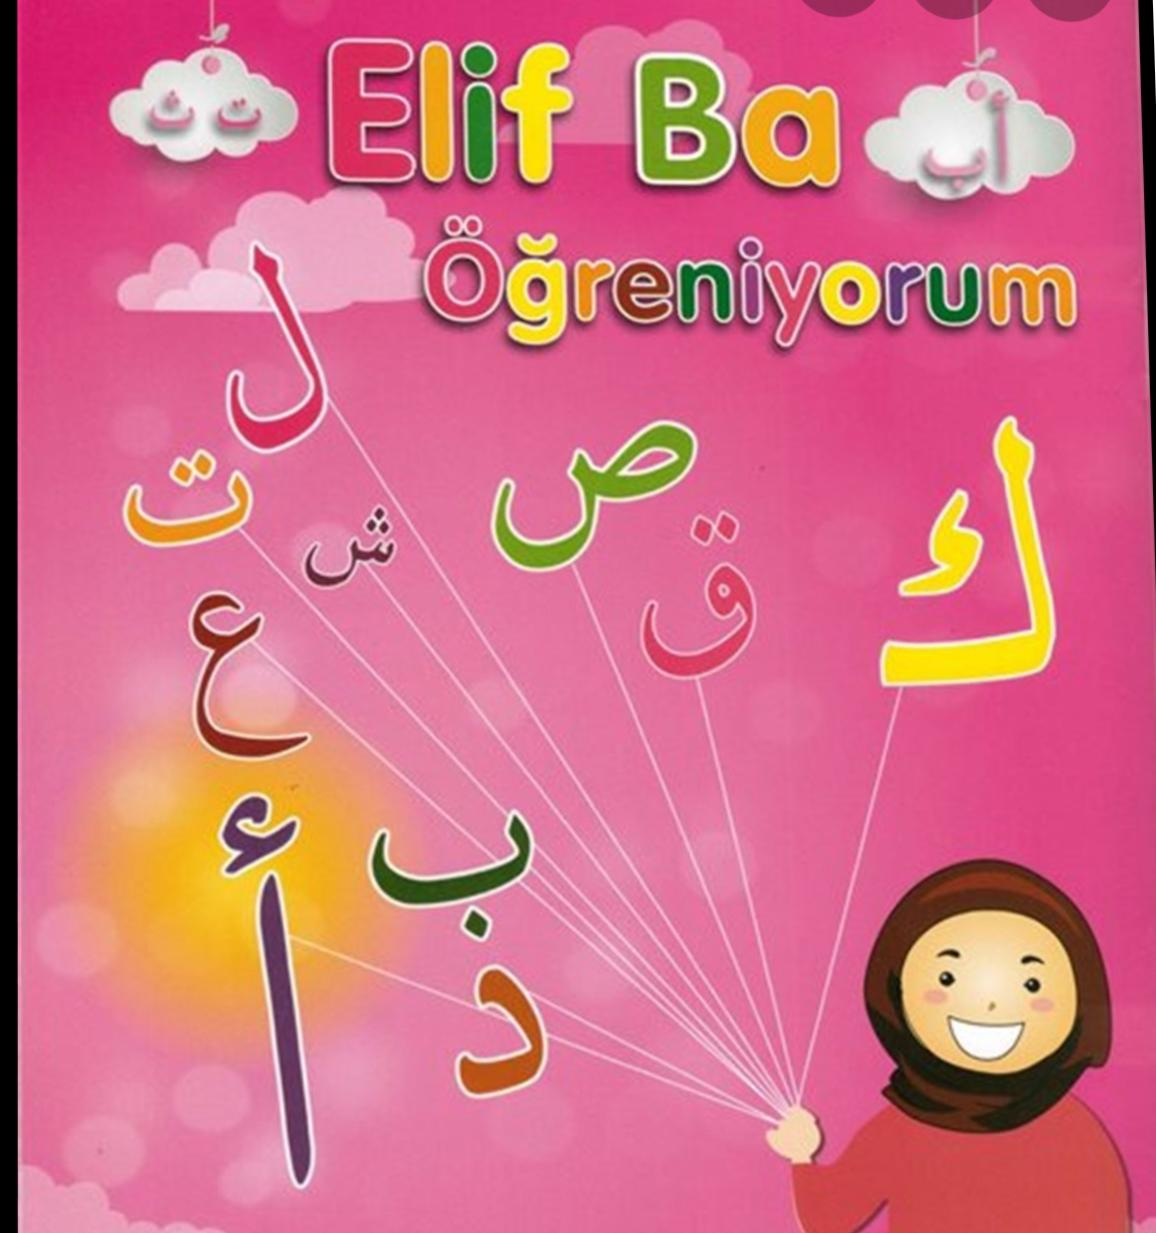 ث ت
Elif Ba
أ ب
Öğreniyorum
ل
ت
ش
ص
ق
ك
ع
أ
ب
د